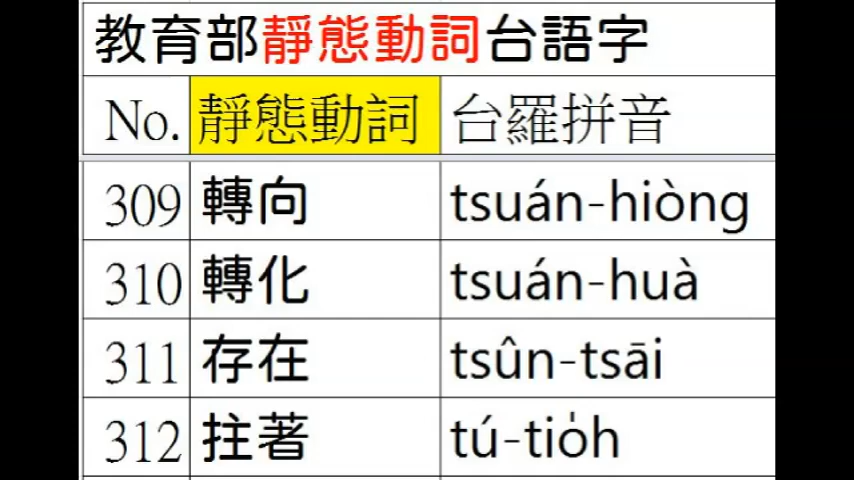 教育部靜態動詞台語字
No. 靜態動詞 台羅拼音
309 轉向 tsuán-hiòng
310 轉化 tsuán-huà
311 存在 tsûn-tsāi
312 拄著 tú-tio̍h